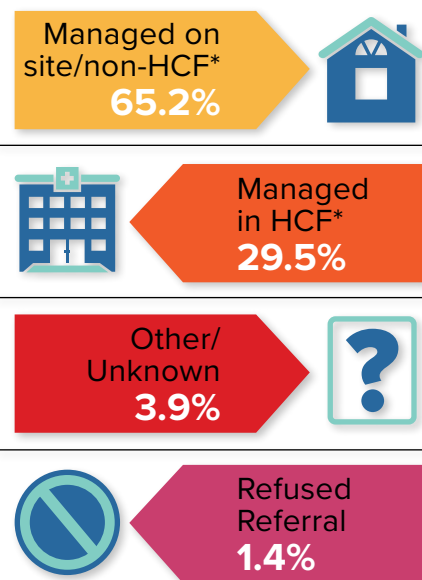 Managed on
site/non-HCF*
65.2%
Managed
in HCF*
29.5%
Other/
Unknown
3.9%
Refused
Referral
1.4%